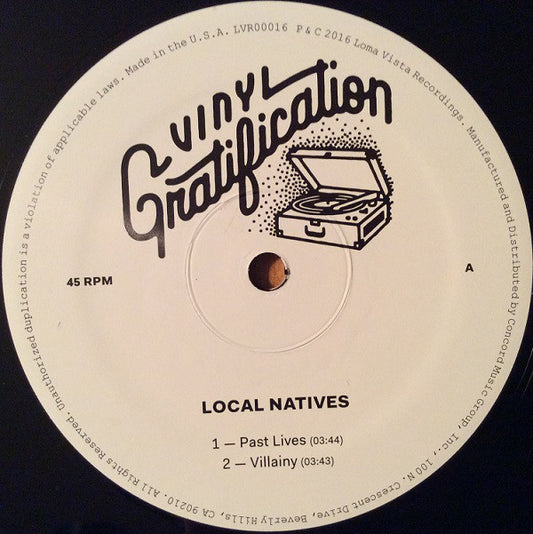 Made in the U.S.A. LVR00016 P & C 2016 Loma Vista Recordings. Manufactured and Distributed by Concord Music Group, Inc., 100 N. Crescent Drive, Beverly Hills, CA 90210. All Rights Reserved. Unauthorized duplication is a violation of applicable laws.
VINYL
Gratification
45 RPM
A
LOCAL NATIVES
1 — Past Lives (03:44)
2 — Villainy (03:43)